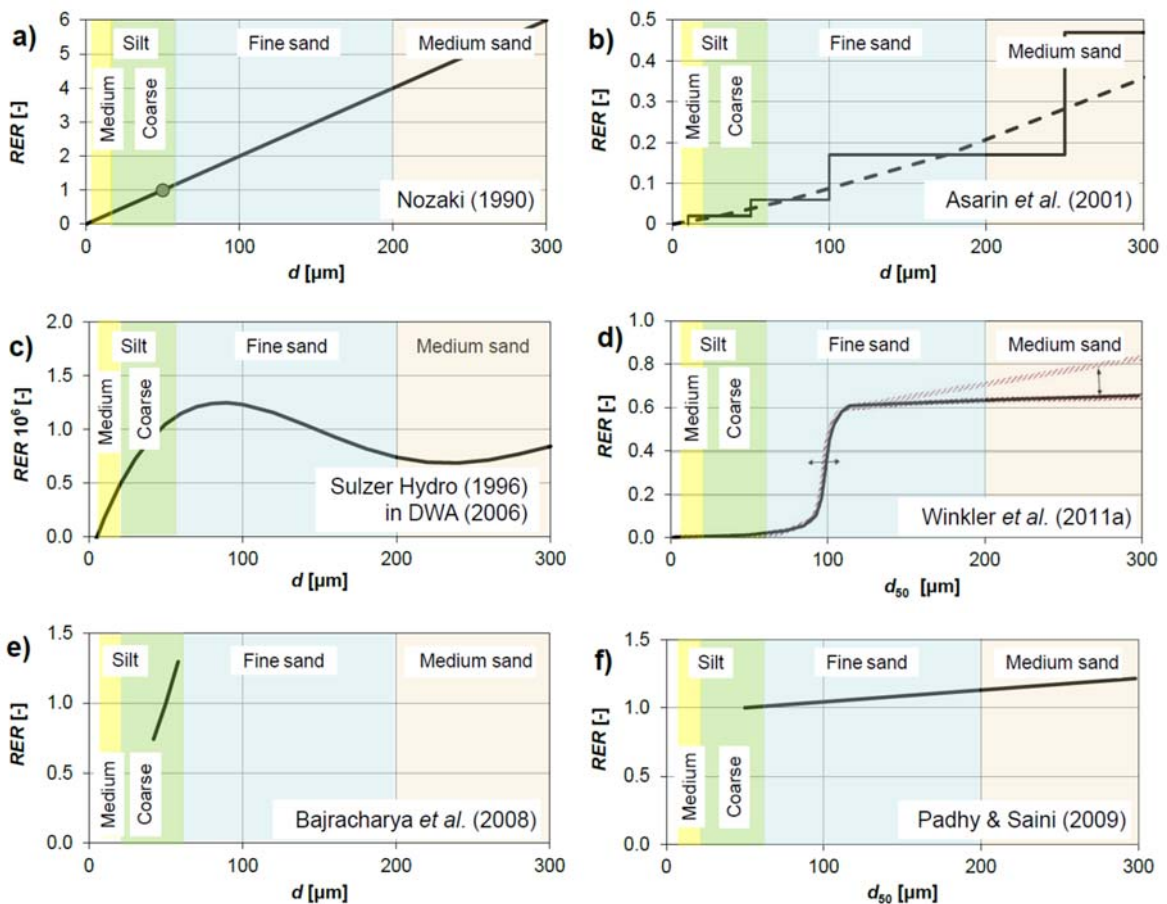 a)
6
5
4
3
2
1
0
RER [-]
Silt
Fine sand
Medium sand
Medium
Coarse
Nozaki (1990)
0
100
200
300
d [µm]
b)
0.5
0.4
0.3
0.2
0.1
0
RER [-]
Silt
Fine sand
Medium sand
Medium
Coarse
Asarin et al. (2001)
0
100
200
300
d [µm]
c)
2.0
1.5
1.0
0.5
0.0
RER 10⁶ [-]
Silt
Fine sand
Medium sand
Medium
Coarse
Sulzer Hydro (1996)
in DWA (2006)
0
100
200
300
d [µm]
d)
1.0
0.8
0.6
0.4
0.2
0.0
RER [-]
Silt
Fine sand
Medium sand
Medium
Coarse
Winkler et al. (2011a)
0
100
200
300
d₅₀ [µm]
e)
1.5
1.0
0.5
0.0
RER [-]
Silt
Fine sand
Medium sand
Medium
Coarse
Bajracharya et al. (2008)
0
100
200
300
d [µm]
f)
1.5
1.0
0.5
0.0
RER [-]
Silt
Fine sand
Medium sand
Medium
Coarse
Padhy & Saini (2009)
0
100
200
300
d₅₀ [µm]